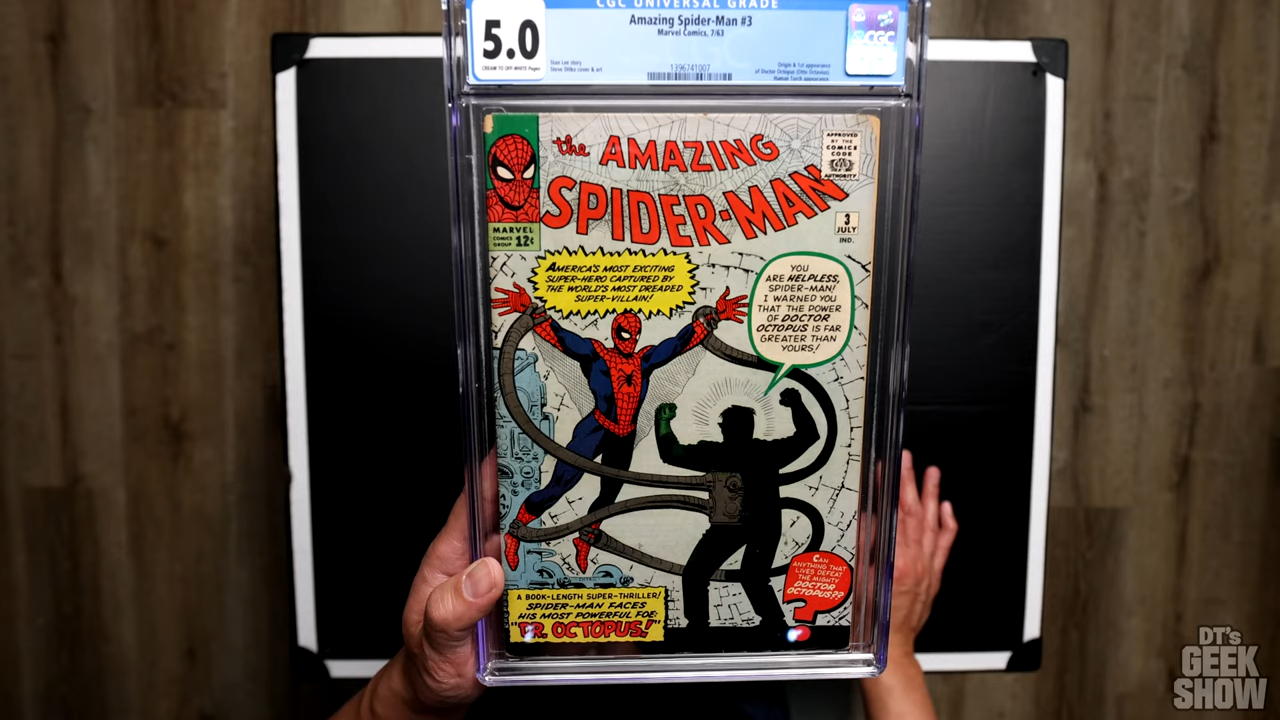 CGC UNIVERSAL GRADE
5.0
CREAM TO OFF-WHITE Pages
Amazing Spider-Man #3
Marvel Comics, 7/63
Stan Lee story
Steve Ditko cover & art
1396741007
Origin & 1st appearance
of Doctor Octopus (Otto Octavius)
Human Torch appearance
CGC
the AMAZING
SPIDER-MAN
MARVEL
COMICS
GROUP
12¢
APPROVED
BY THE
COMICS
CODE
AUTHORITY
3
JULY
IND.
AMERICA'S MOST EXCITING
SUPER-HERO CAPTURED BY
THE WORLD'S MOST DREADED
SUPER-VILLAIN!
YOU
ARE HELPLESS,
SPIDER-MAN!
I WARNED YOU
THAT THE POWER
OF DOCTOR
OCTOPUS IS FAR
GREATER THAN
YOURS!
CAN
ANYTHING THAT
LIVES DEFEAT
THE MIGHTY
DOCTOR
OCTOPUS??
A BOOK-LENGTH SUPER-THRILLER!
SPIDER-MAN FACES
HIS MOST POWERFUL FOE:
"DR. OCTOPUS!"
DT's
GEEK
SHOW